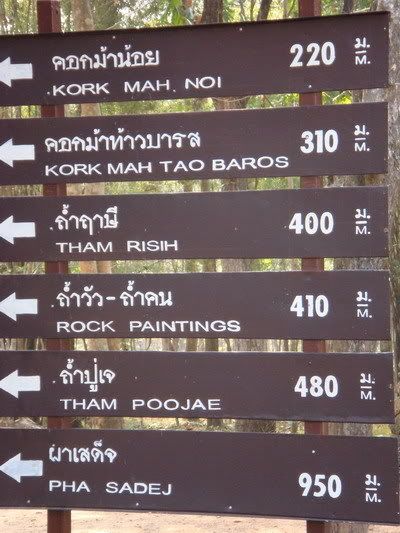 คอกม้าน้อย 220 ม.
KORK MAH NOI M.
คอกม้าท้าวบารส 310 ม.
KORK MAH TAO BAROS M.
ถ้ำฤาษี 400 ม.
THAM RISIH M.
ถ้ำวัว-ถ้ำคน 410 ม.
ROCK PAINTINGS M.
ถ้ำปู่เจ 480 ม.
THAM POOJAE M.
ผาเสด็จ 950 ม.
PHA SADEJ M.